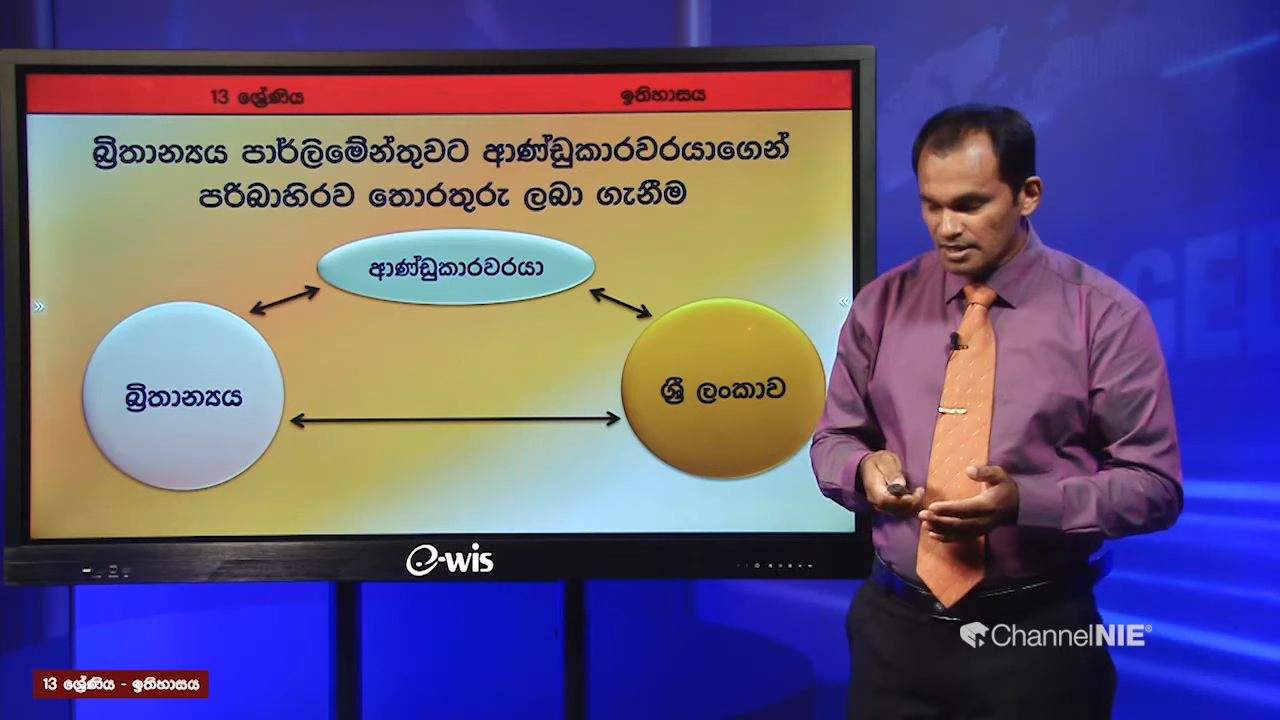 13 ශ්‍රේණිය
ඉතිහාසය
බ්‍රිතාන්‍යය පාර්ලිමේන්තුවට ආණ්ඩුකාරවරයාගෙන්
පරිබාහිරව තොරතුරු ලබා ගැනීම
ආණ්ඩුකාරවරයා
බ්‍රිතාන්‍යය
ශ්‍රී ලංකාව
e-wis
ChannelNIE®
13 ශ්‍රේණිය - ඉතිහාසය